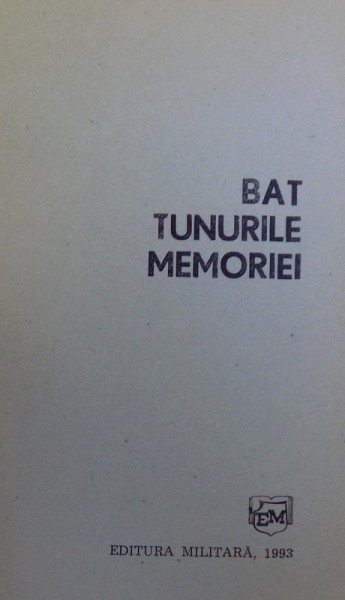 BAT
TUNURILE
MEMORIEI
EM
EDITURA MILITARĂ, 1993